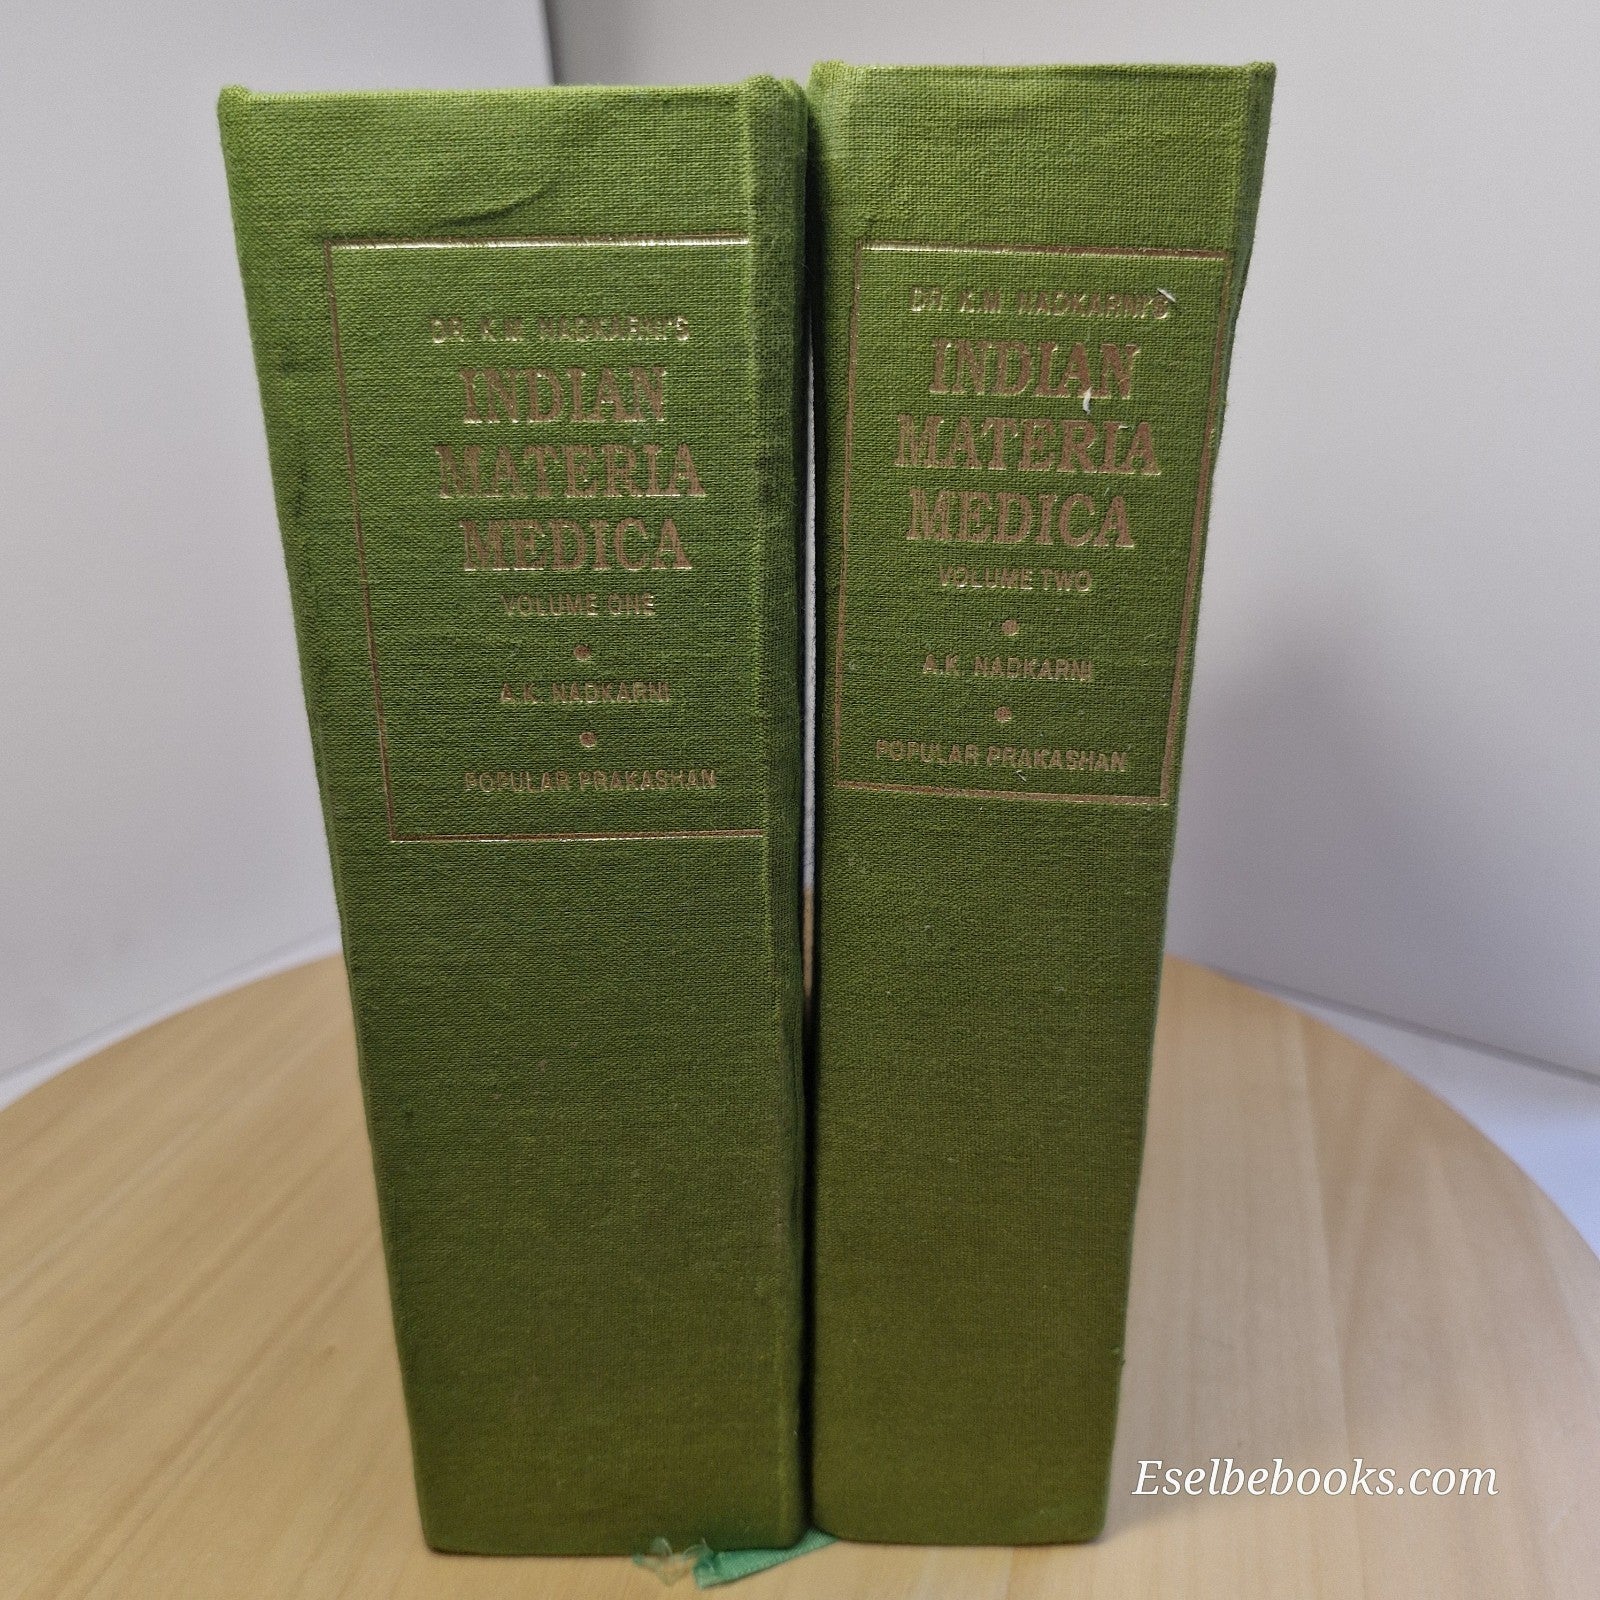 DR K.M NADKARNI'S
INDIAN
MATERIA
MEDICA
VOLUME ONE
A.K. NADKARNI
POPULAR PRAKASHAN
DR K.M NADKARNI'S
INDIAN
MATERIA
MEDICA
VOLUME TWO
A.K. NADKARNI
POPULAR PRAKASHAN
Eselbebooks.com